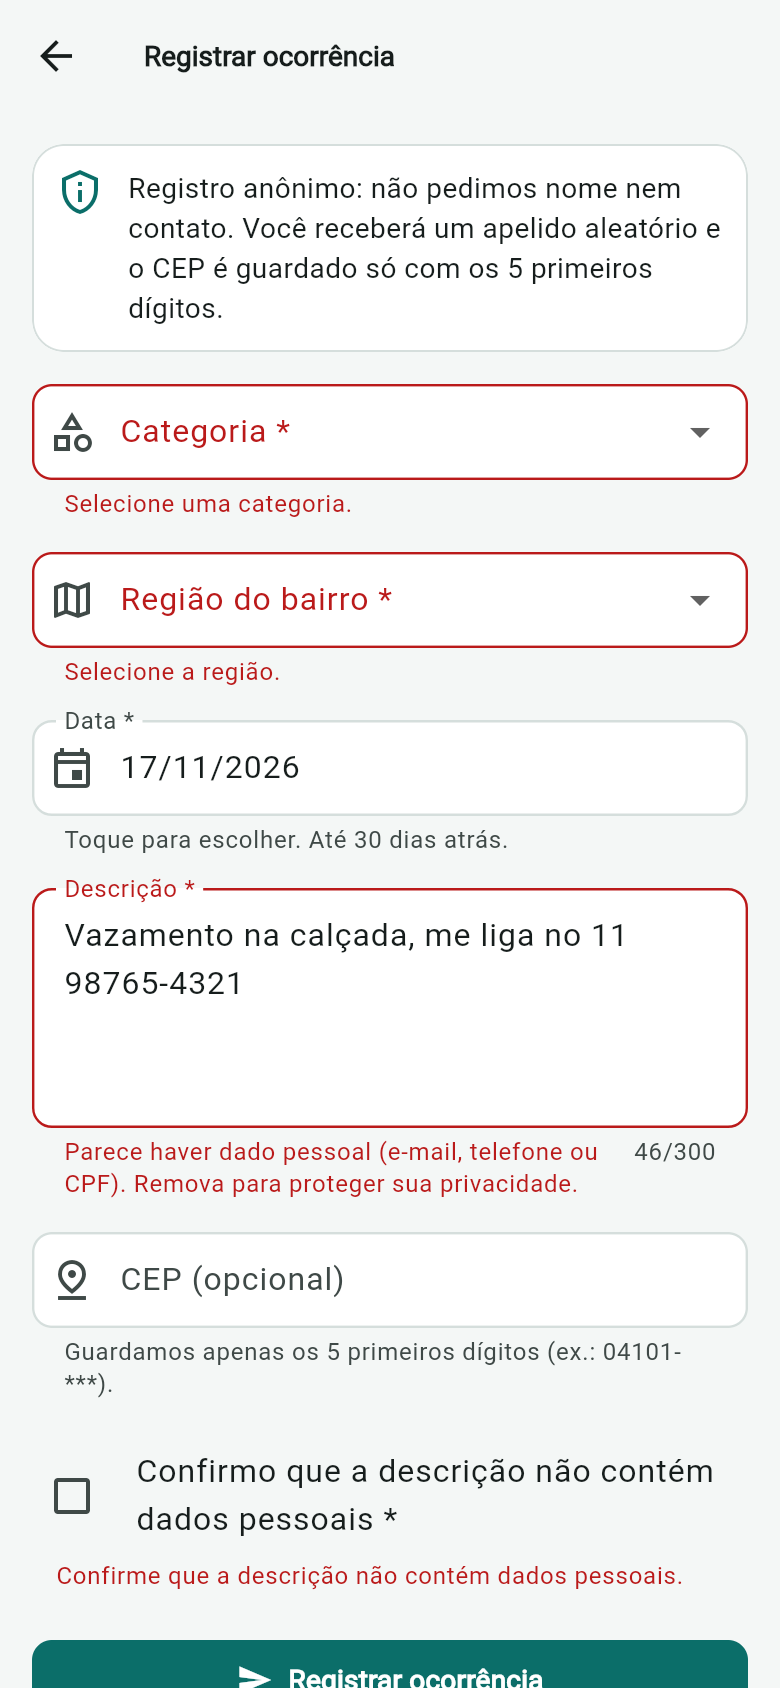 Registrar ocorrência
Registro anônimo: não pedimos nome nem
contato. Você receberá um apelido aleatório e
o CEP é guardado só com os 5 primeiros
dígitos.
Categoria *
Selecione uma categoria.
Região do bairro *
Selecione a região.
Data *
17/11/2026
Toque para escolher. Até 30 dias atrás.
Descrição *
Vazamento na calçada, me liga no 11
98765-4321
Parece haver dado pessoal (e-mail, telefone ou
CPF). Remova para proteger sua privacidade.
46/300
CEP (opcional)
Guardamos apenas os 5 primeiros dígitos (ex.: 04101-
***).
Confirmo que a descrição não contém
dados pessoais *
Confirme que a descrição não contém dados pessoais.
Registrar ocorrência